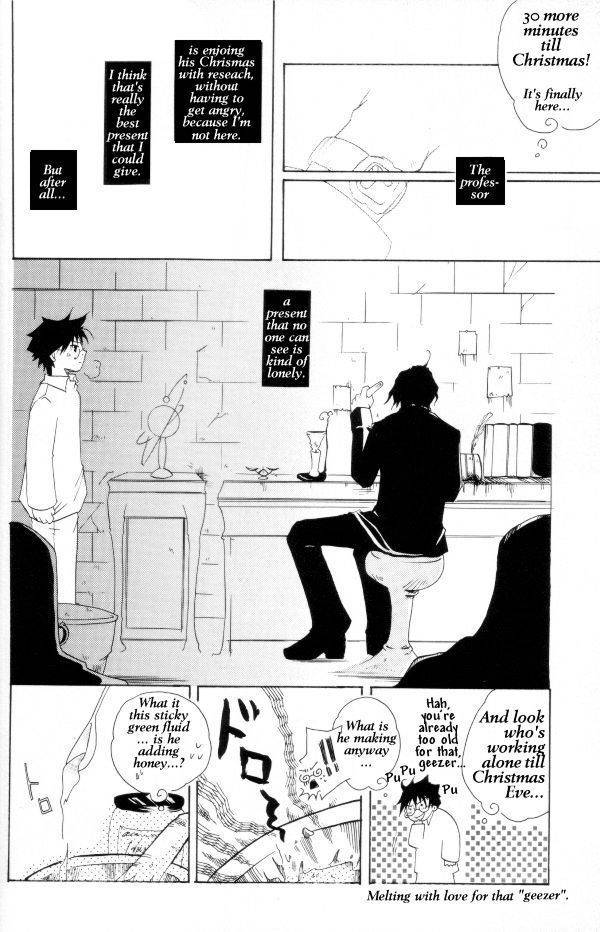 30 more
minutes
till
Christmas!
It's finally
here...
The
profes-
sor
is enjoing
his Chrismas
with reseach,
without
having to
get angry,
because I'm
not here.
I think
that's
really
the
best
present
that I
could
give.
But
after
all...
a
present
that no
one can
see is
kind of
lonely.
And look
who's
working
alone till
Christmas
Eve...
Hah,
you're
already
too old
for that,
geezer...
Pu
Pu
Pu
Melting with love for that "geezer".
What is
he making
anyway
...
!!
ドロ
What it
this sticky
green fluid
... is he
adding
honey...?